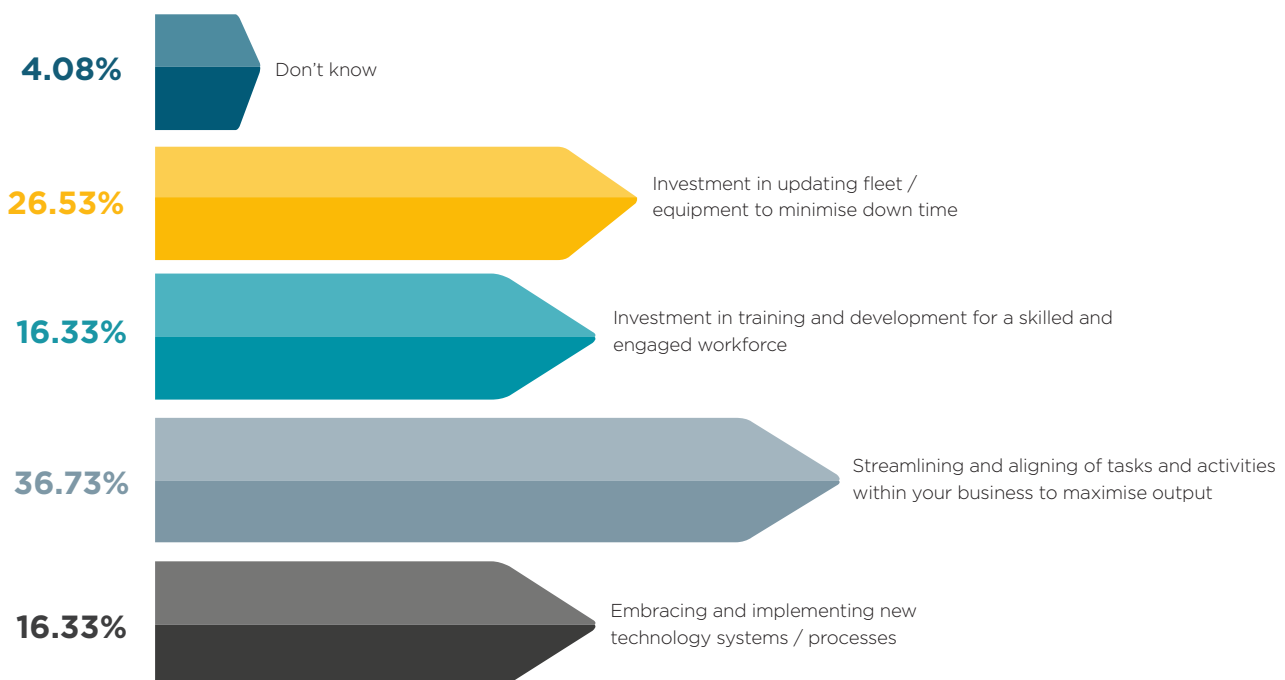 4.08%
Don’t know
26.53%
Investment in updating fleet /
equipment to minimise down time
16.33%
Investment in training and development for a skilled and
engaged workforce
36.73%
Streamlining and aligning of tasks and activities
within your business to maximise output
16.33%
Embracing and implementing new
technology systems / processes